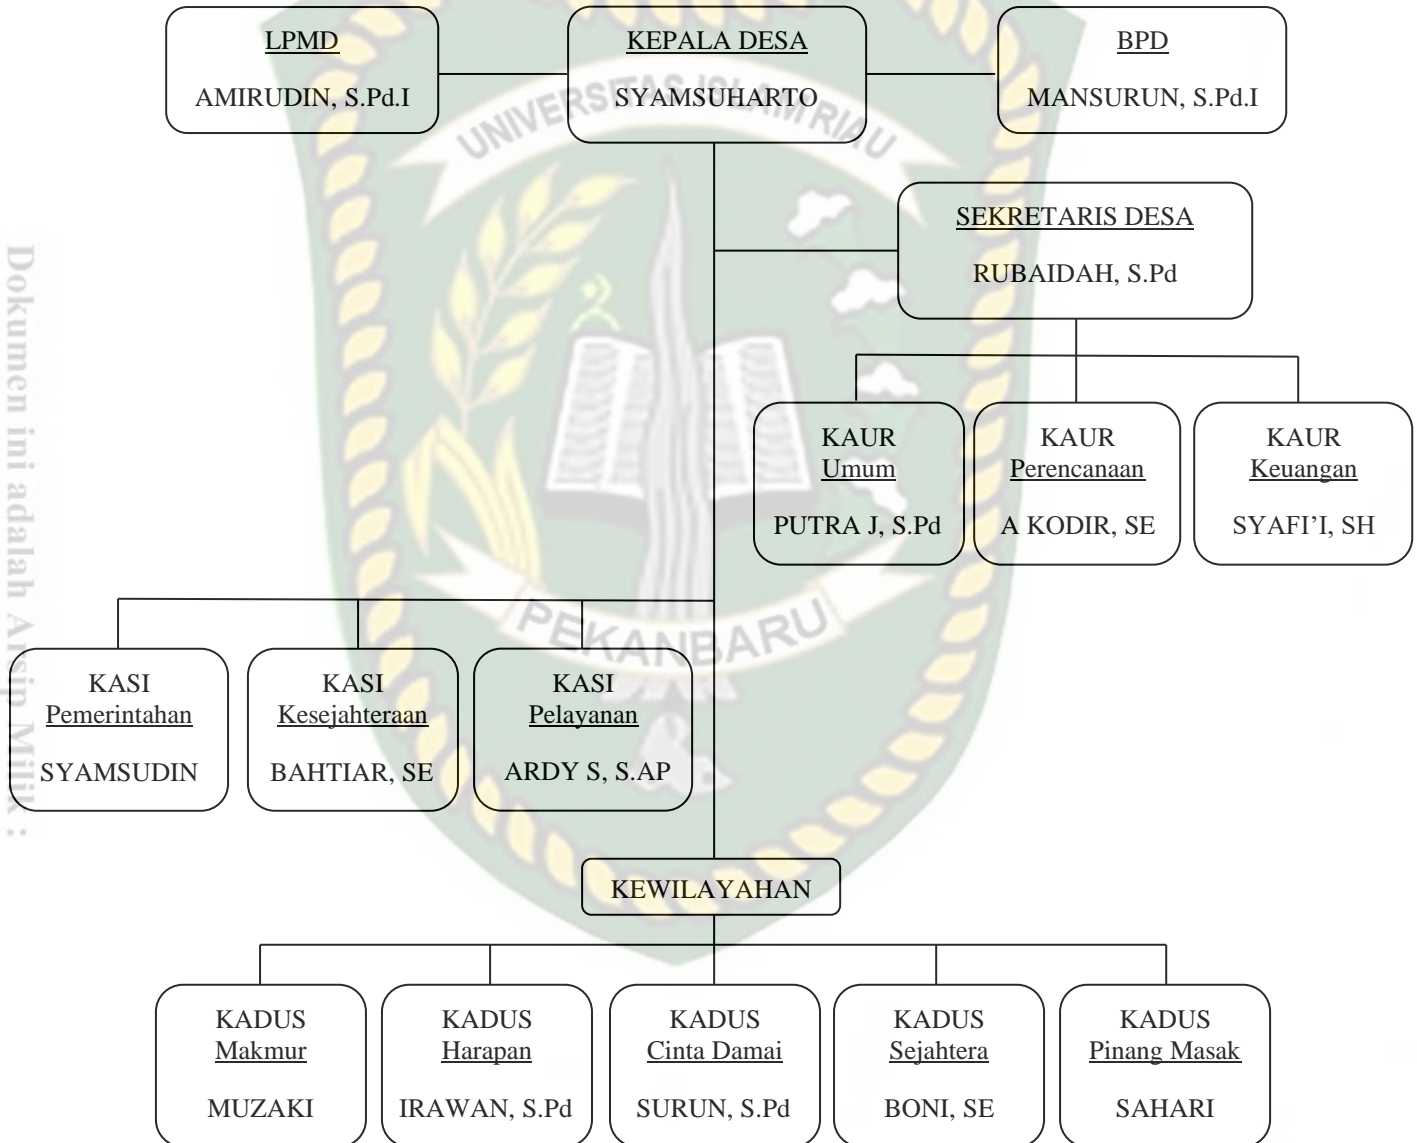 LPMD
AMIRUDIN, S.Pd.I
KEPALA DESA
SYAMSUHARTO
BPD
MANSURUN, S.Pd.I
UNIVERSITAS ISLAM RIAU
SEKRETARIS DESA
RUBAIDAH, S.Pd
KAUR
Umum
PUTRA J, S.Pd
KAUR
Perencanaan
A KODIR, SE
KAUR
Keuangan
SYAFI’I, SH
PEKANBARU
KASI
Pemerintahan
SYAMSUDIN
KASI
Kesejahteraan
BAHTIAR, SE
KASI
Pelayanan
ARDY S, S.AP
KEWILAYAHAN
KADUS
Makmur
MUZAKI
KADUS
Harapan
IRAWAN, S.Pd
KADUS
Cinta Damai
SURUN, S.Pd
KADUS
Sejahtera
BONI, SE
KADUS
Pinang Masak
SAHARI
Dokumen ini adalah Arsip Milik :